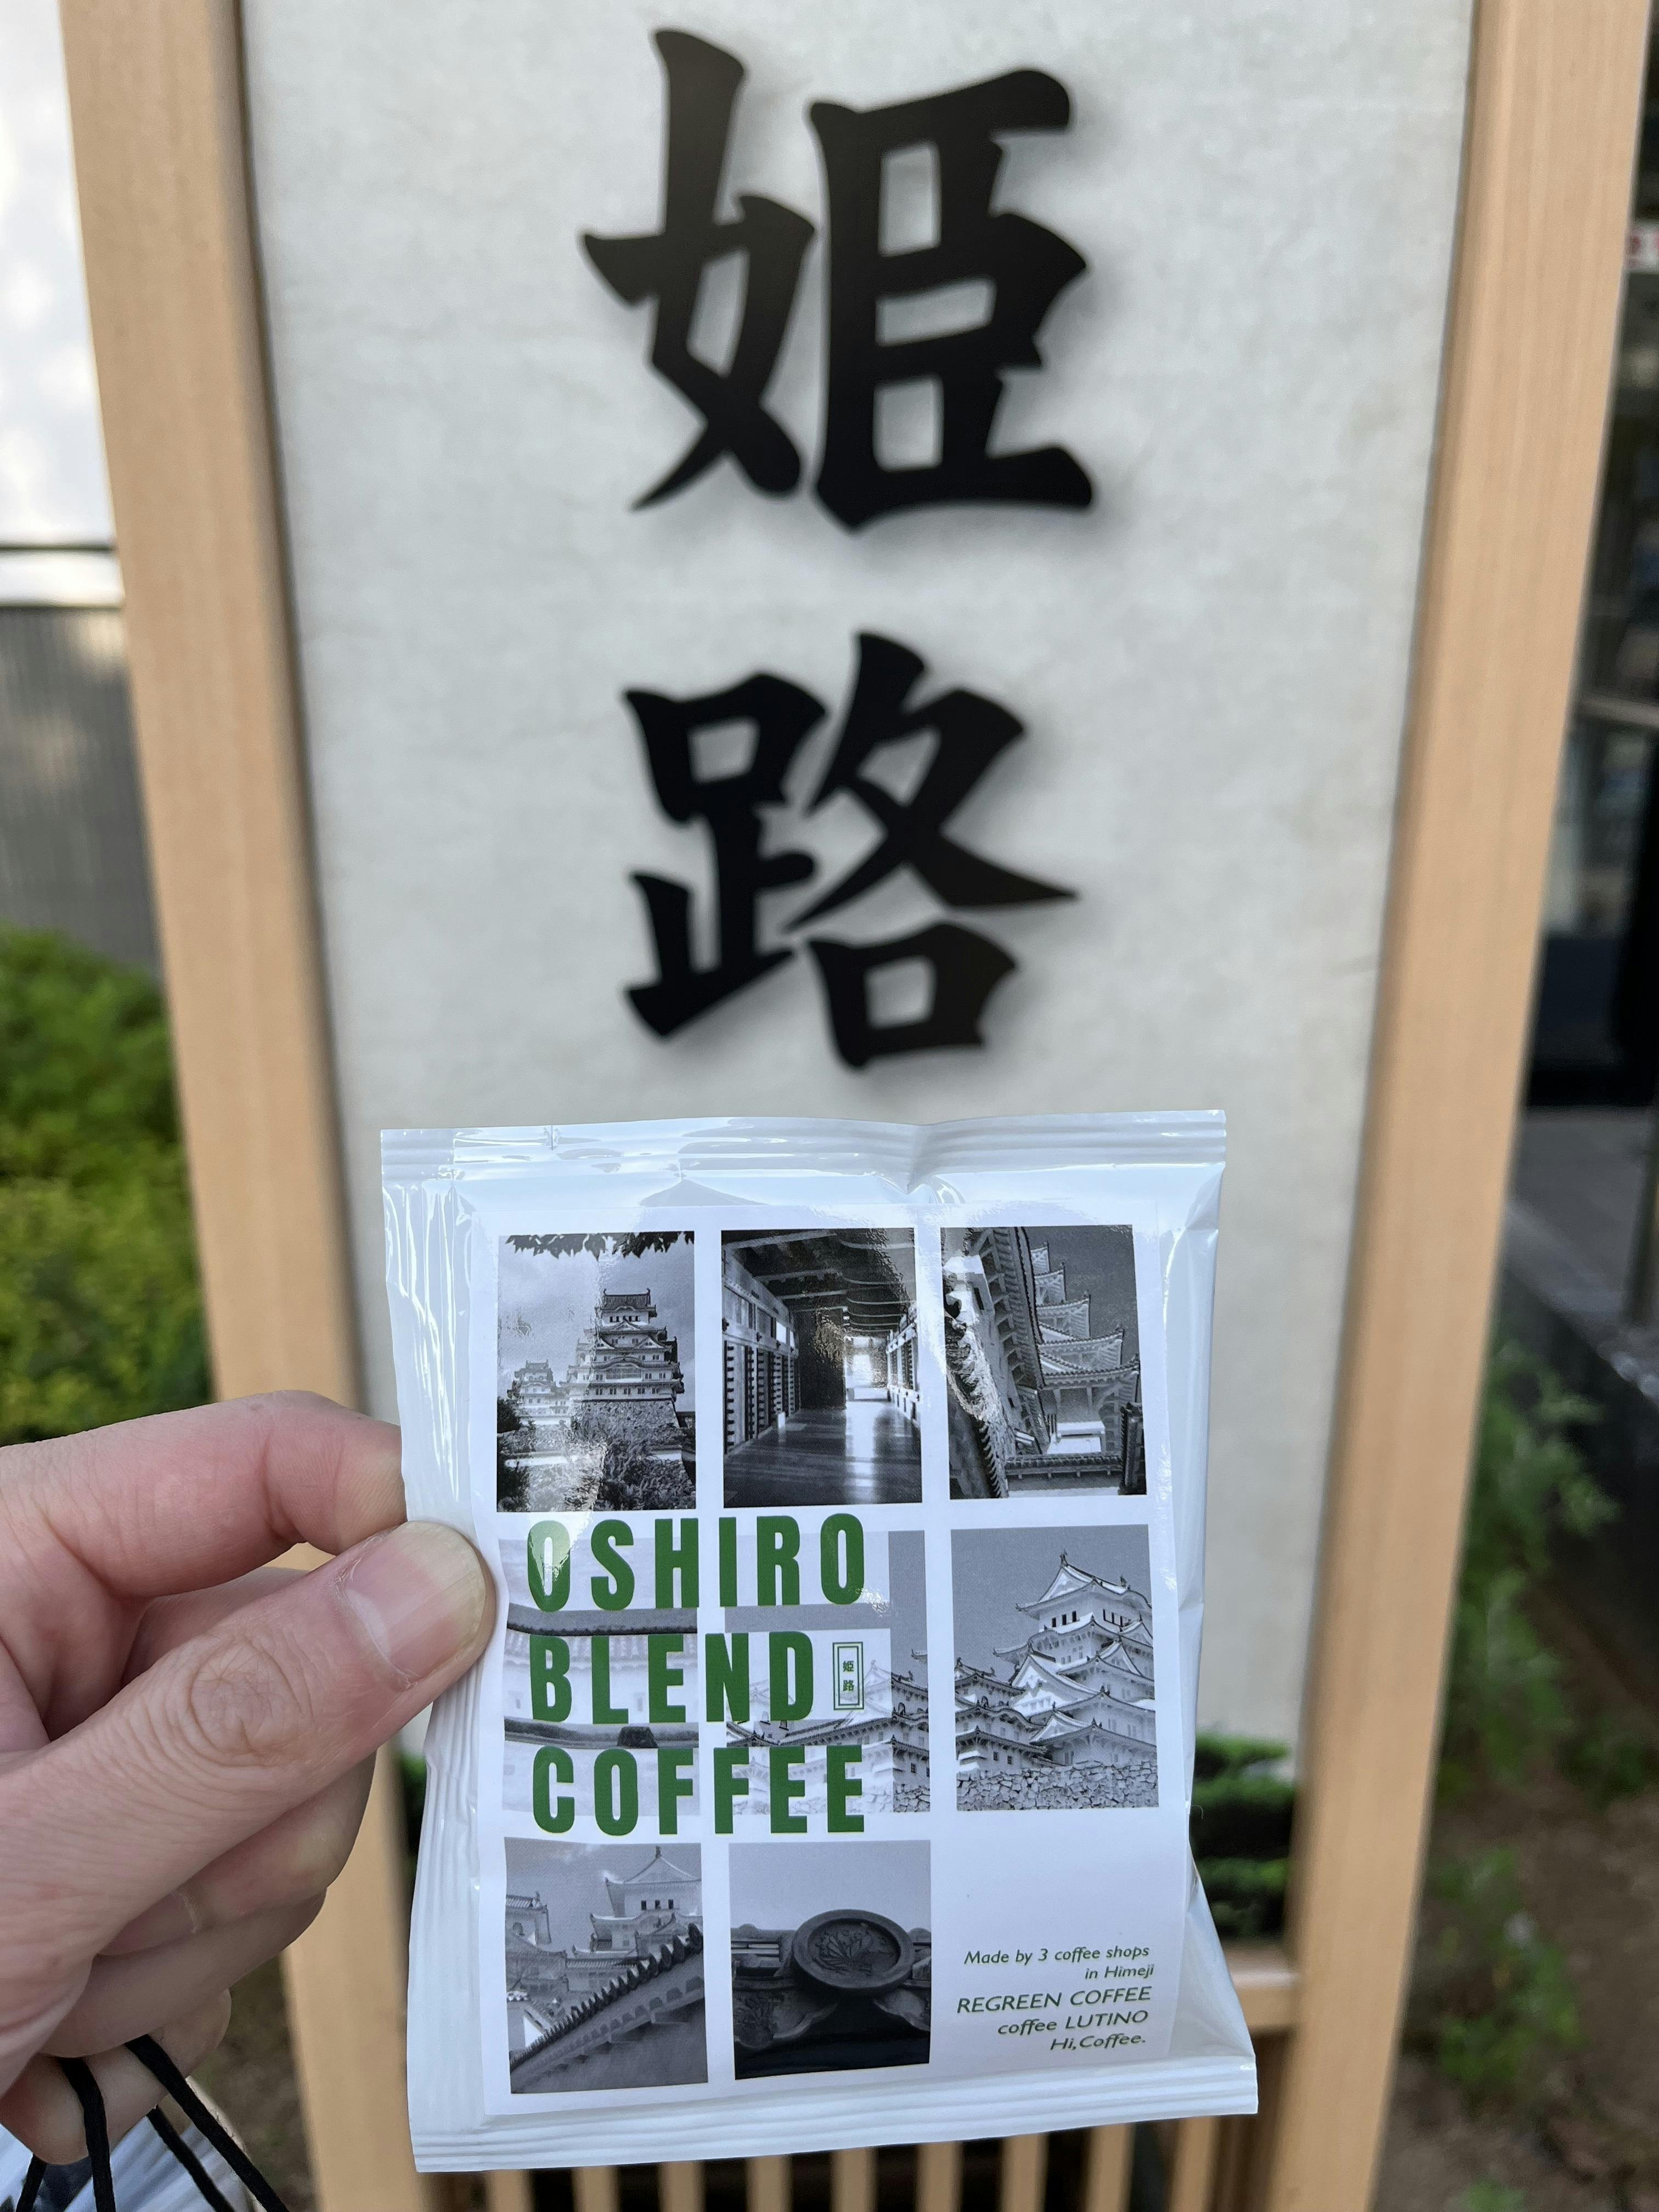 姫
路
OSHIRO
BLEND
姫
路
COFFEE
Made by 3 coffee shops
in Himeji
REGREEN COFFEE
coffee LUTINO
Hi,Coffee.